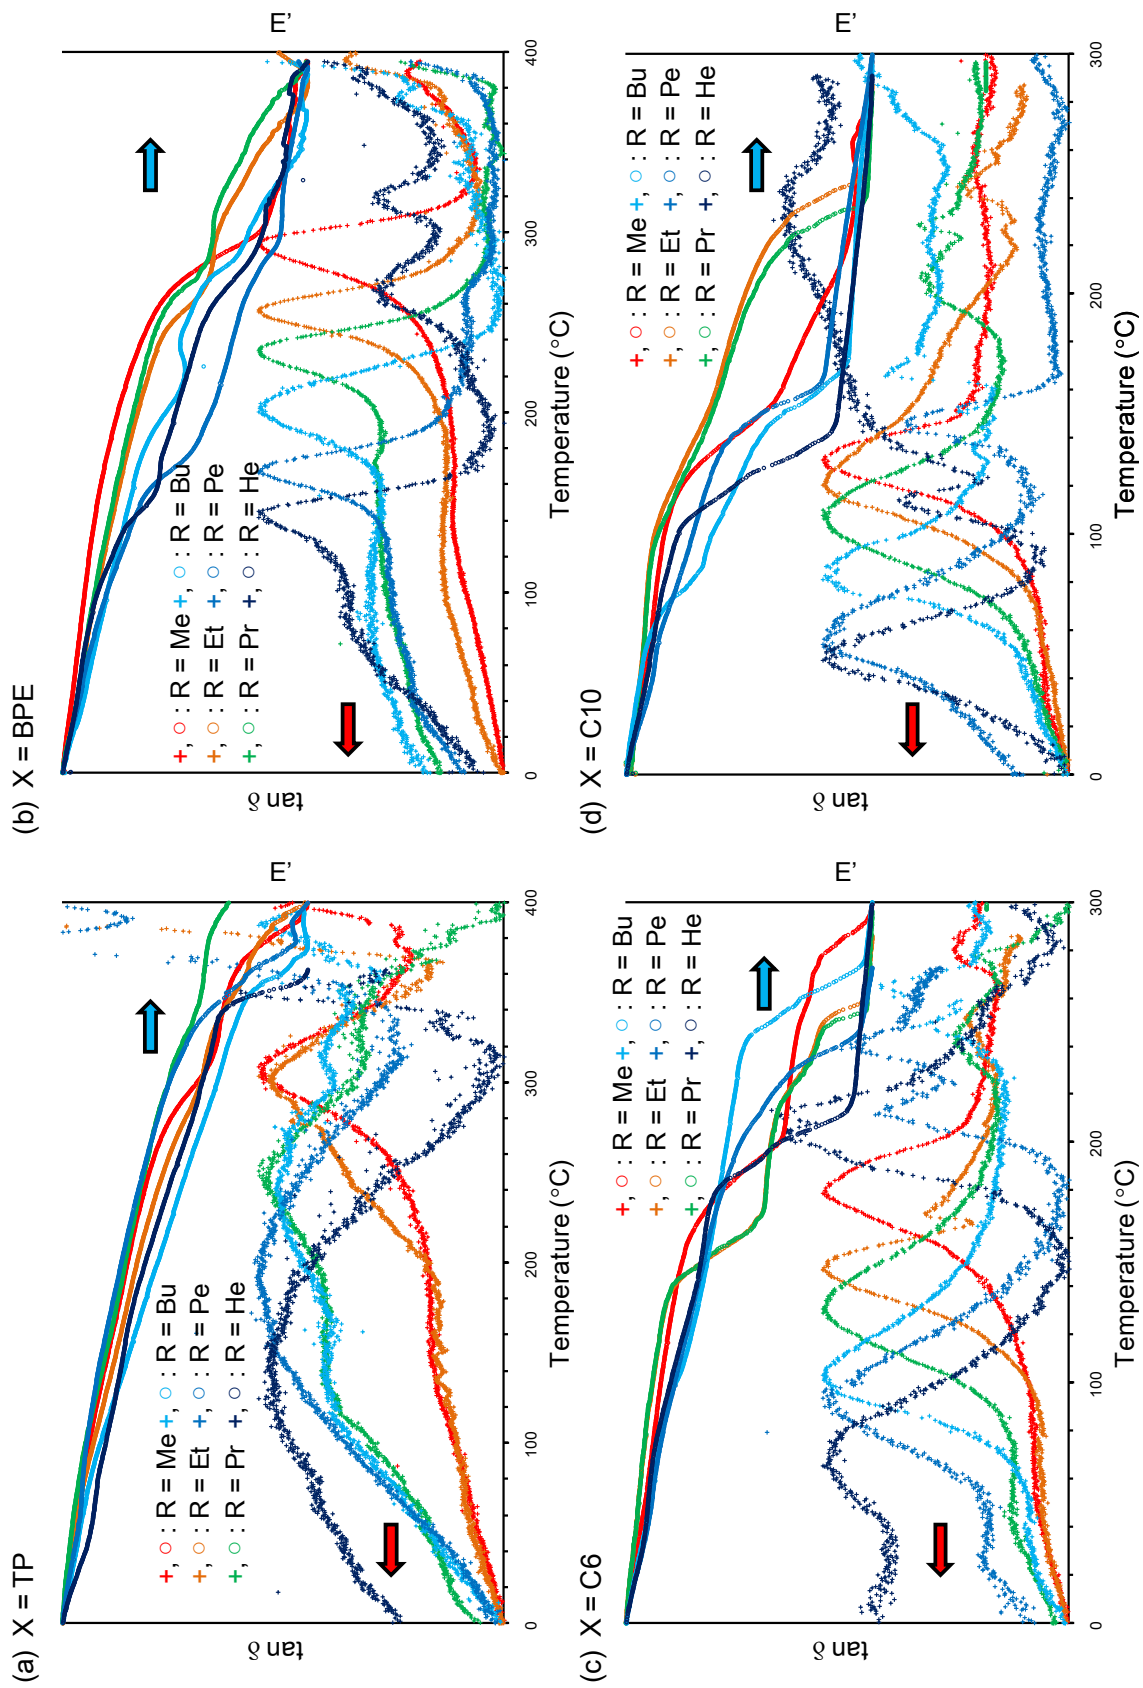 (a) X = TP
tan δ
E’
+, ○ : R = Me +, ○ : R = Bu
+, ○ : R = Et +, ○ : R = Pe
+, ○ : R = Pr +, ○ : R = He
0 100 200 300 400
Temperature (°C)
(b) X = BPE
tan δ
E’
+, ○ : R = Me +, ○ : R = Bu
+, ○ : R = Et +, ○ : R = Pe
+, ○ : R = Pr +, ○ : R = He
0 100 200 300 400
Temperature (°C)
(c) X = C6
tan δ
E’
+, ○ : R = Me +, ○ : R = Bu
+, ○ : R = Et +, ○ : R = Pe
+, ○ : R = Pr +, ○ : R = He
0 100 200 300
Temperature (°C)
(d) X = C10
tan δ
E’
+, ○ : R = Me +, ○ : R = Bu
+, ○ : R = Et +, ○ : R = Pe
+, ○ : R = Pr +, ○ : R = He
0 100 200 300
Temperature (°C)